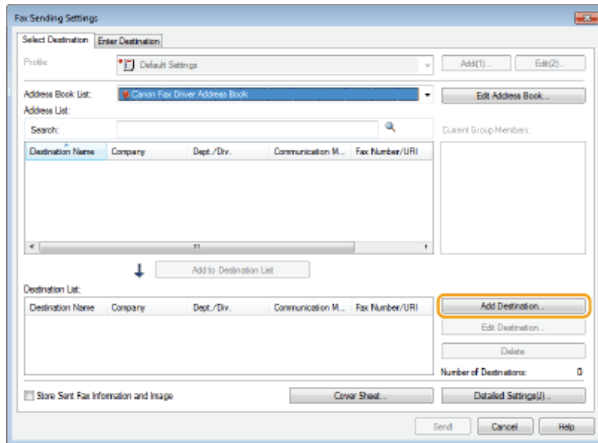 Fax Sending Settings
Select Destination Enter Destination
Profile Default Settings Add(1)... Edit(2)...
Address Book List: Canon Fax Driver Address Book Edit Address Book...
Address List:
Search: Current Group Members:
Destination Name Company Dept./Div. Communication M... Fax Number/URI
Add to Destination List
Destination List:
Destination Name Company Dept./Div. Communication M... Fax Number/URI
Add Destination...
Edit Destination...
Delete
Number of Destinations: 0
Store Sent Fax Information and Image Cover Sheet... Detailed Settings(J)...
Send Cancel Help